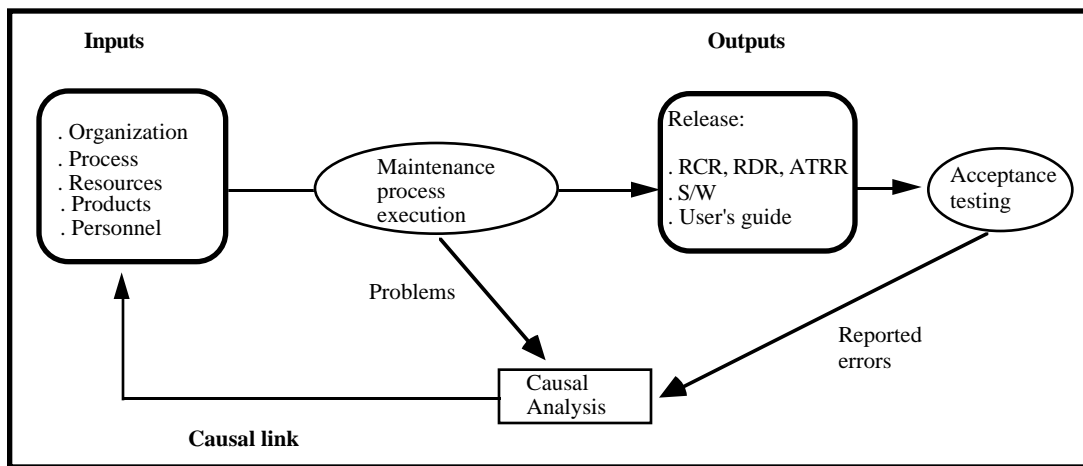 Inputs
Outputs
. Organization
. Process
. Resources
. Products
. Personnel
Maintenance
process
execution
Release:
. RCR, RDR, ATRR
. S/W
. User's guide
Acceptance
testing
Problems
Reported
errors
Causal
Analysis
Causal link